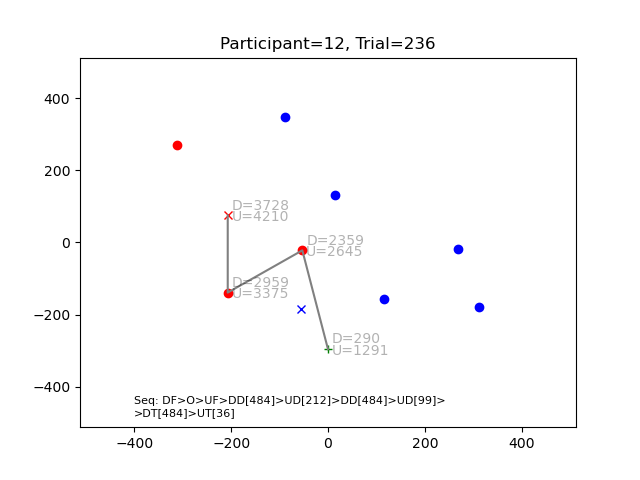 Participant=12, Trial=236
400
200
0
−200
−400
D=3728
U=4210
D=2359
U=2645
D=2959
U=3375
D=290
U=1291
Seq: DF>O>UF>DD[484]>UD[212]>DD[484]>UD[99]>
>DT[484]>UT[36]
−400 −200 0 200 400